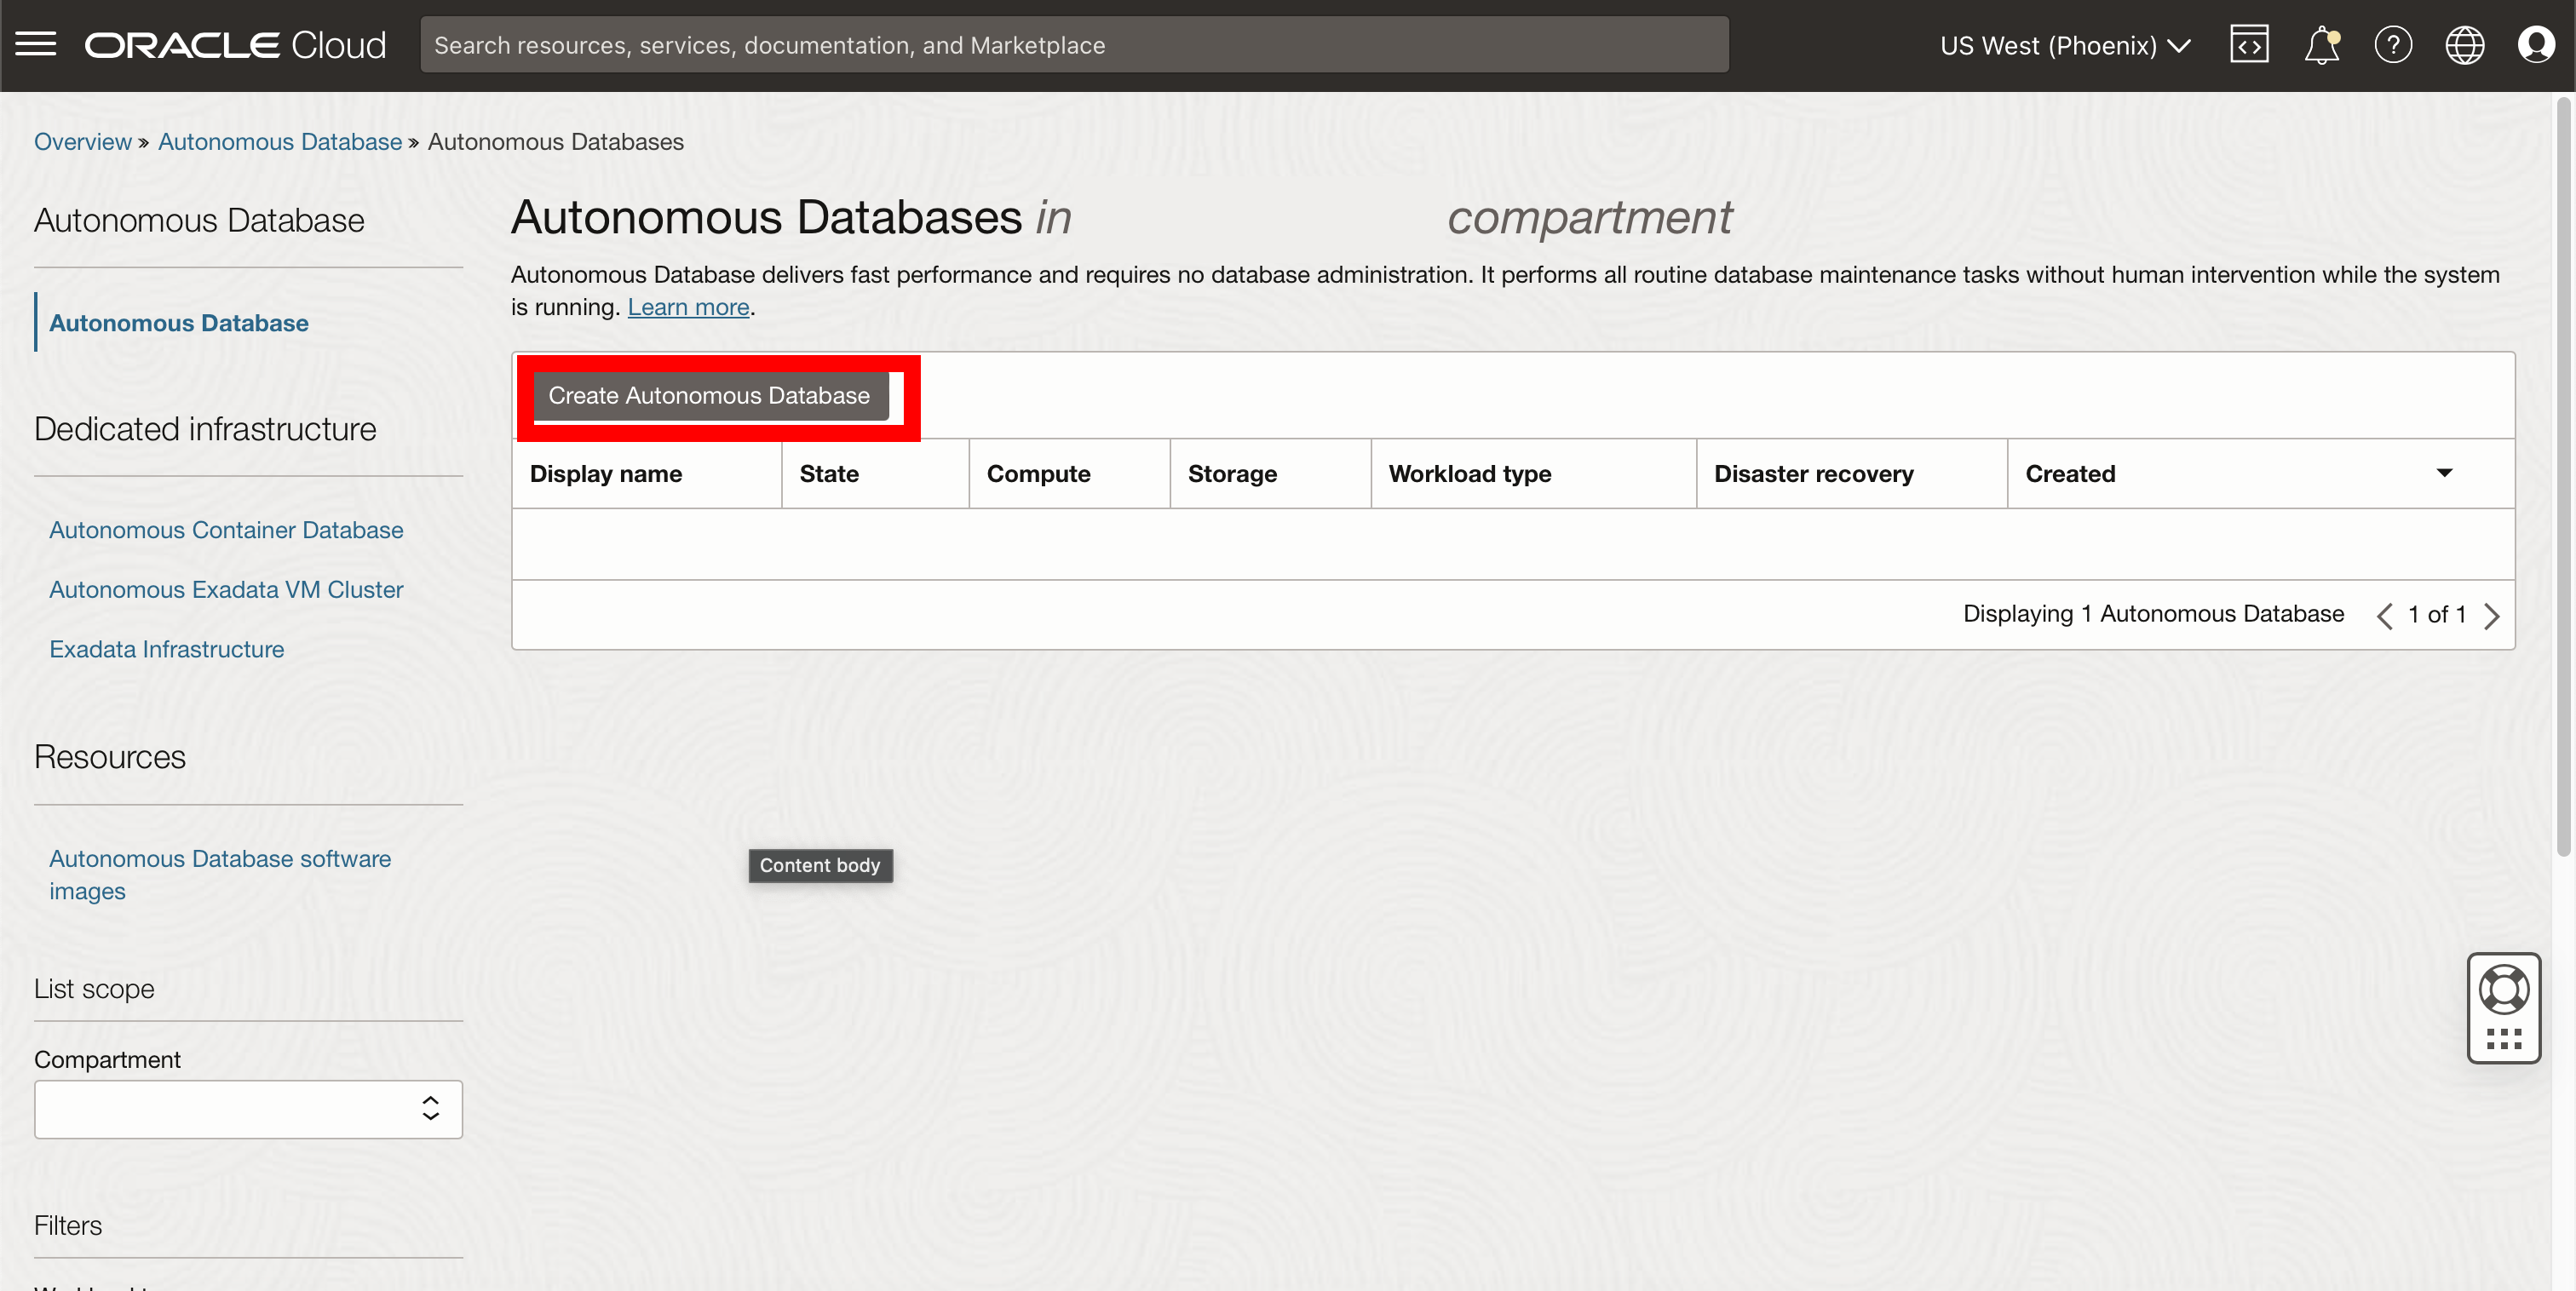 ORACLE Cloud
Search resources, services, documentation, and Marketplace
US West (Phoenix)
Overview » Autonomous Database » Autonomous Databases
Autonomous Database
Autonomous Database
Dedicated infrastructure
Autonomous Container Database
Autonomous Exadata VM Cluster
Exadata Infrastructure
Resources
Autonomous Database software
images
List scope
Compartment
Filters
Autonomous Databases in compartment
Autonomous Database delivers fast performance and requires no database administration. It performs all routine database maintenance tasks without human intervention while the system
is running. Learn more.
Create Autonomous Database
Display name State Compute Storage Workload type Disaster recovery Created
Displaying 1 Autonomous Database 1 of 1
Content body